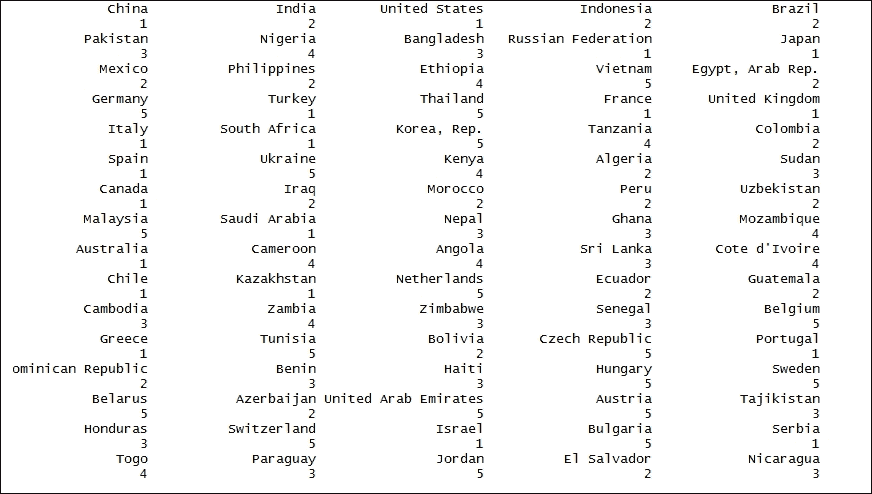 China India United States Indonesia Brazil
1 2 1 2 2
Pakistan Nigeria Bangladesh Russian Federation Japan
3 4 3 1 1
Mexico Philippines Ethiopia Vietnam Egypt, Arab Rep.
2 2 4 5 2
Germany Turkey Thailand France United Kingdom
5 1 5 1 1
Italy South Africa Korea, Rep. Tanzania Colombia
1 1 5 4 2
Spain Ukraine Kenya Algeria Sudan
1 5 4 2 3
Canada Iraq Morocco Peru Uzbekistan
1 2 2 2 2
Malaysia Saudi Arabia Nepal Ghana Mozambique
5 1 3 3 4
Australia Cameroon Angola Sri Lanka Cote d'Ivoire
1 4 4 3 4
Chile Kazakhstan Netherlands Ecuador Guatemala
1 1 5 2 2
Cambodia Zambia Zimbabwe Senegal Belgium
3 4 3 3 5
Greece Tunisia Bolivia Czech Republic Portugal
1 5 2 5 1
ominican Republic Benin Haiti Hungary Sweden
2 3 3 5 5
Belarus Azerbaijan United Arab Emirates Austria Tajikistan
5 2 5 5 3
Honduras Switzerland Israel Bulgaria Serbia
3 5 1 5 1
Togo Paraguay Jordan El Salvador Nicaragua
4 3 5 2 3